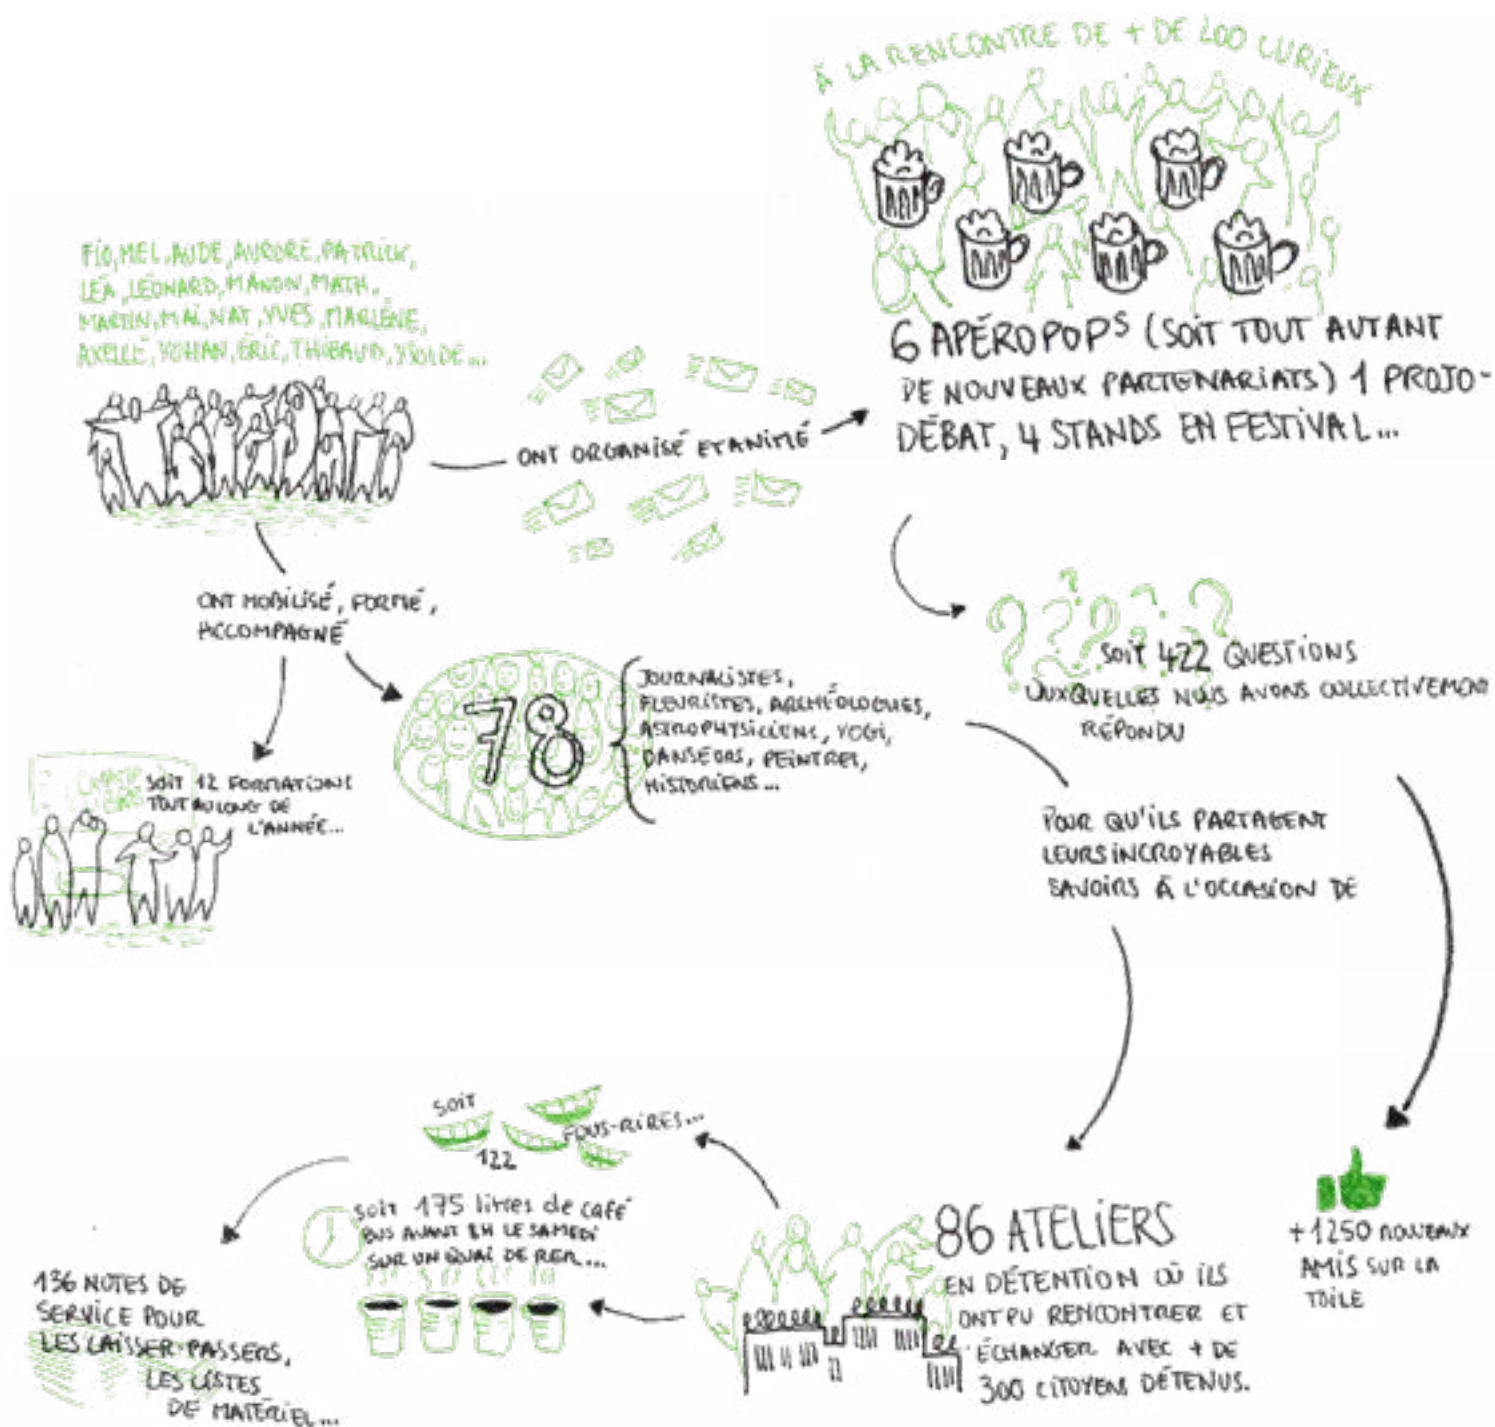 À LA RENCONTRE DE + DE 400 CURIEUX
FLO, MEL, AUDE, AURORE, PATRICK,
LÉA, LÉONARD, MANON, MATH,
MARTIN, MAÏ, NAT, YVES, MARLÈNE,
AXELLE, YOHAN, ÉRIC, THIBAUD, YSOLDE...
ONT ORGANISÉ ET ANIMÉ
6 APÉROPOPS (SOIT TOUT AUTANT
DE NOUVEAUX PARTENARIATS) 1 PROJO-
DÉBAT, 4 STANDS EN FESTIVAL...
ONT MOBILISÉ, FORMÉ,
ACCOMPAGNÉ
SOIT 12 FORMATIONS
TOUT AU LONG DE
L'ANNÉE...
78
JOURNALISTES,
FLEURISTES, ARCHÉOLOGUES,
ASTROPHYSICIENS, YOGI,
DANSEURS, PEINTRES,
HISTORIENS...
SOIT 422 QUESTIONS
AUXQUELLES NOUS AVONS COLLECTIVEMENT
RÉPONDU
POUR QU'ILS PARTAGENT
LEURS INCROYABLES
SAVOIRS À L'OCCASION DE
+1250 NOUVEAUX
AMIS SUR LA
TOILE
86 ATELIERS
EN DÉTENTION OÙ ILS
ONT PU RENCONTRER ET
ÉCHANGER AVEC + DE
300 CITOYENS DÉTENUS.
SOIT
122
FOUS-RIRES...
soit 175 litres de café
BUS AVANT 8H LE SAMEDI
SUR UN QUAI DE RER...
136 NOTES DE
SERVICE POUR
LES LAISSER-PASSERS,
LES LISTES
DE MATÉRIEL...